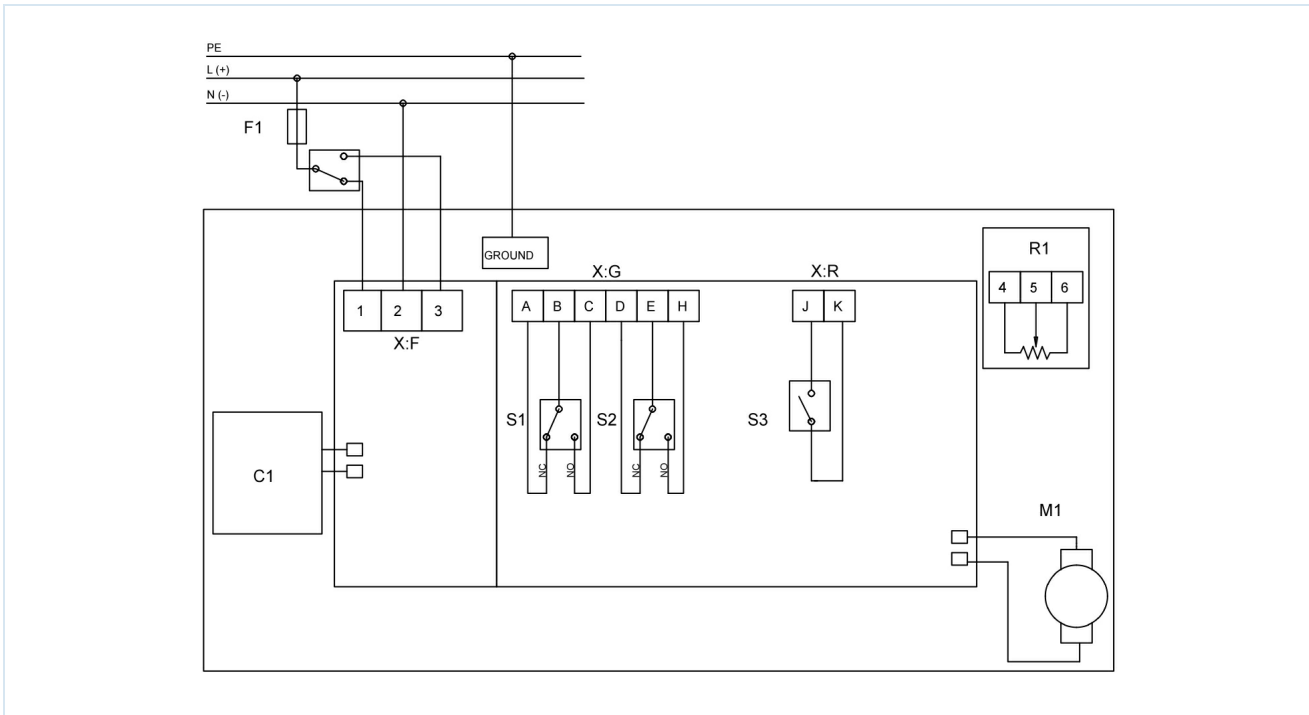 PE
L (+)
N (-)
F1
GROUND
X:G
X:R
R1
1 2 3
A B C D E H
J K
4 5 6
X:F
S1
S2
S3
NC
NO
NC
NO
C1
M1